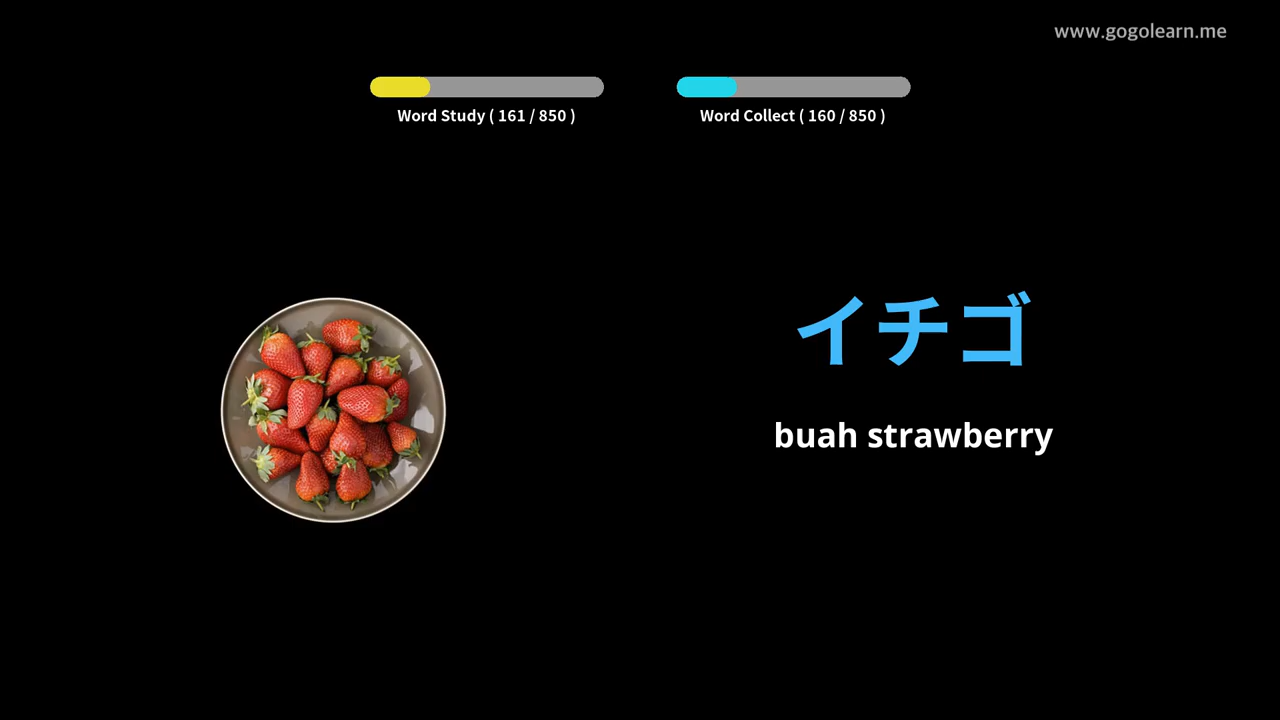 www.gogolearn.me
Word Study ( 161 / 850 )
Word Collect ( 160 / 850 )
イチゴ
buah strawberry